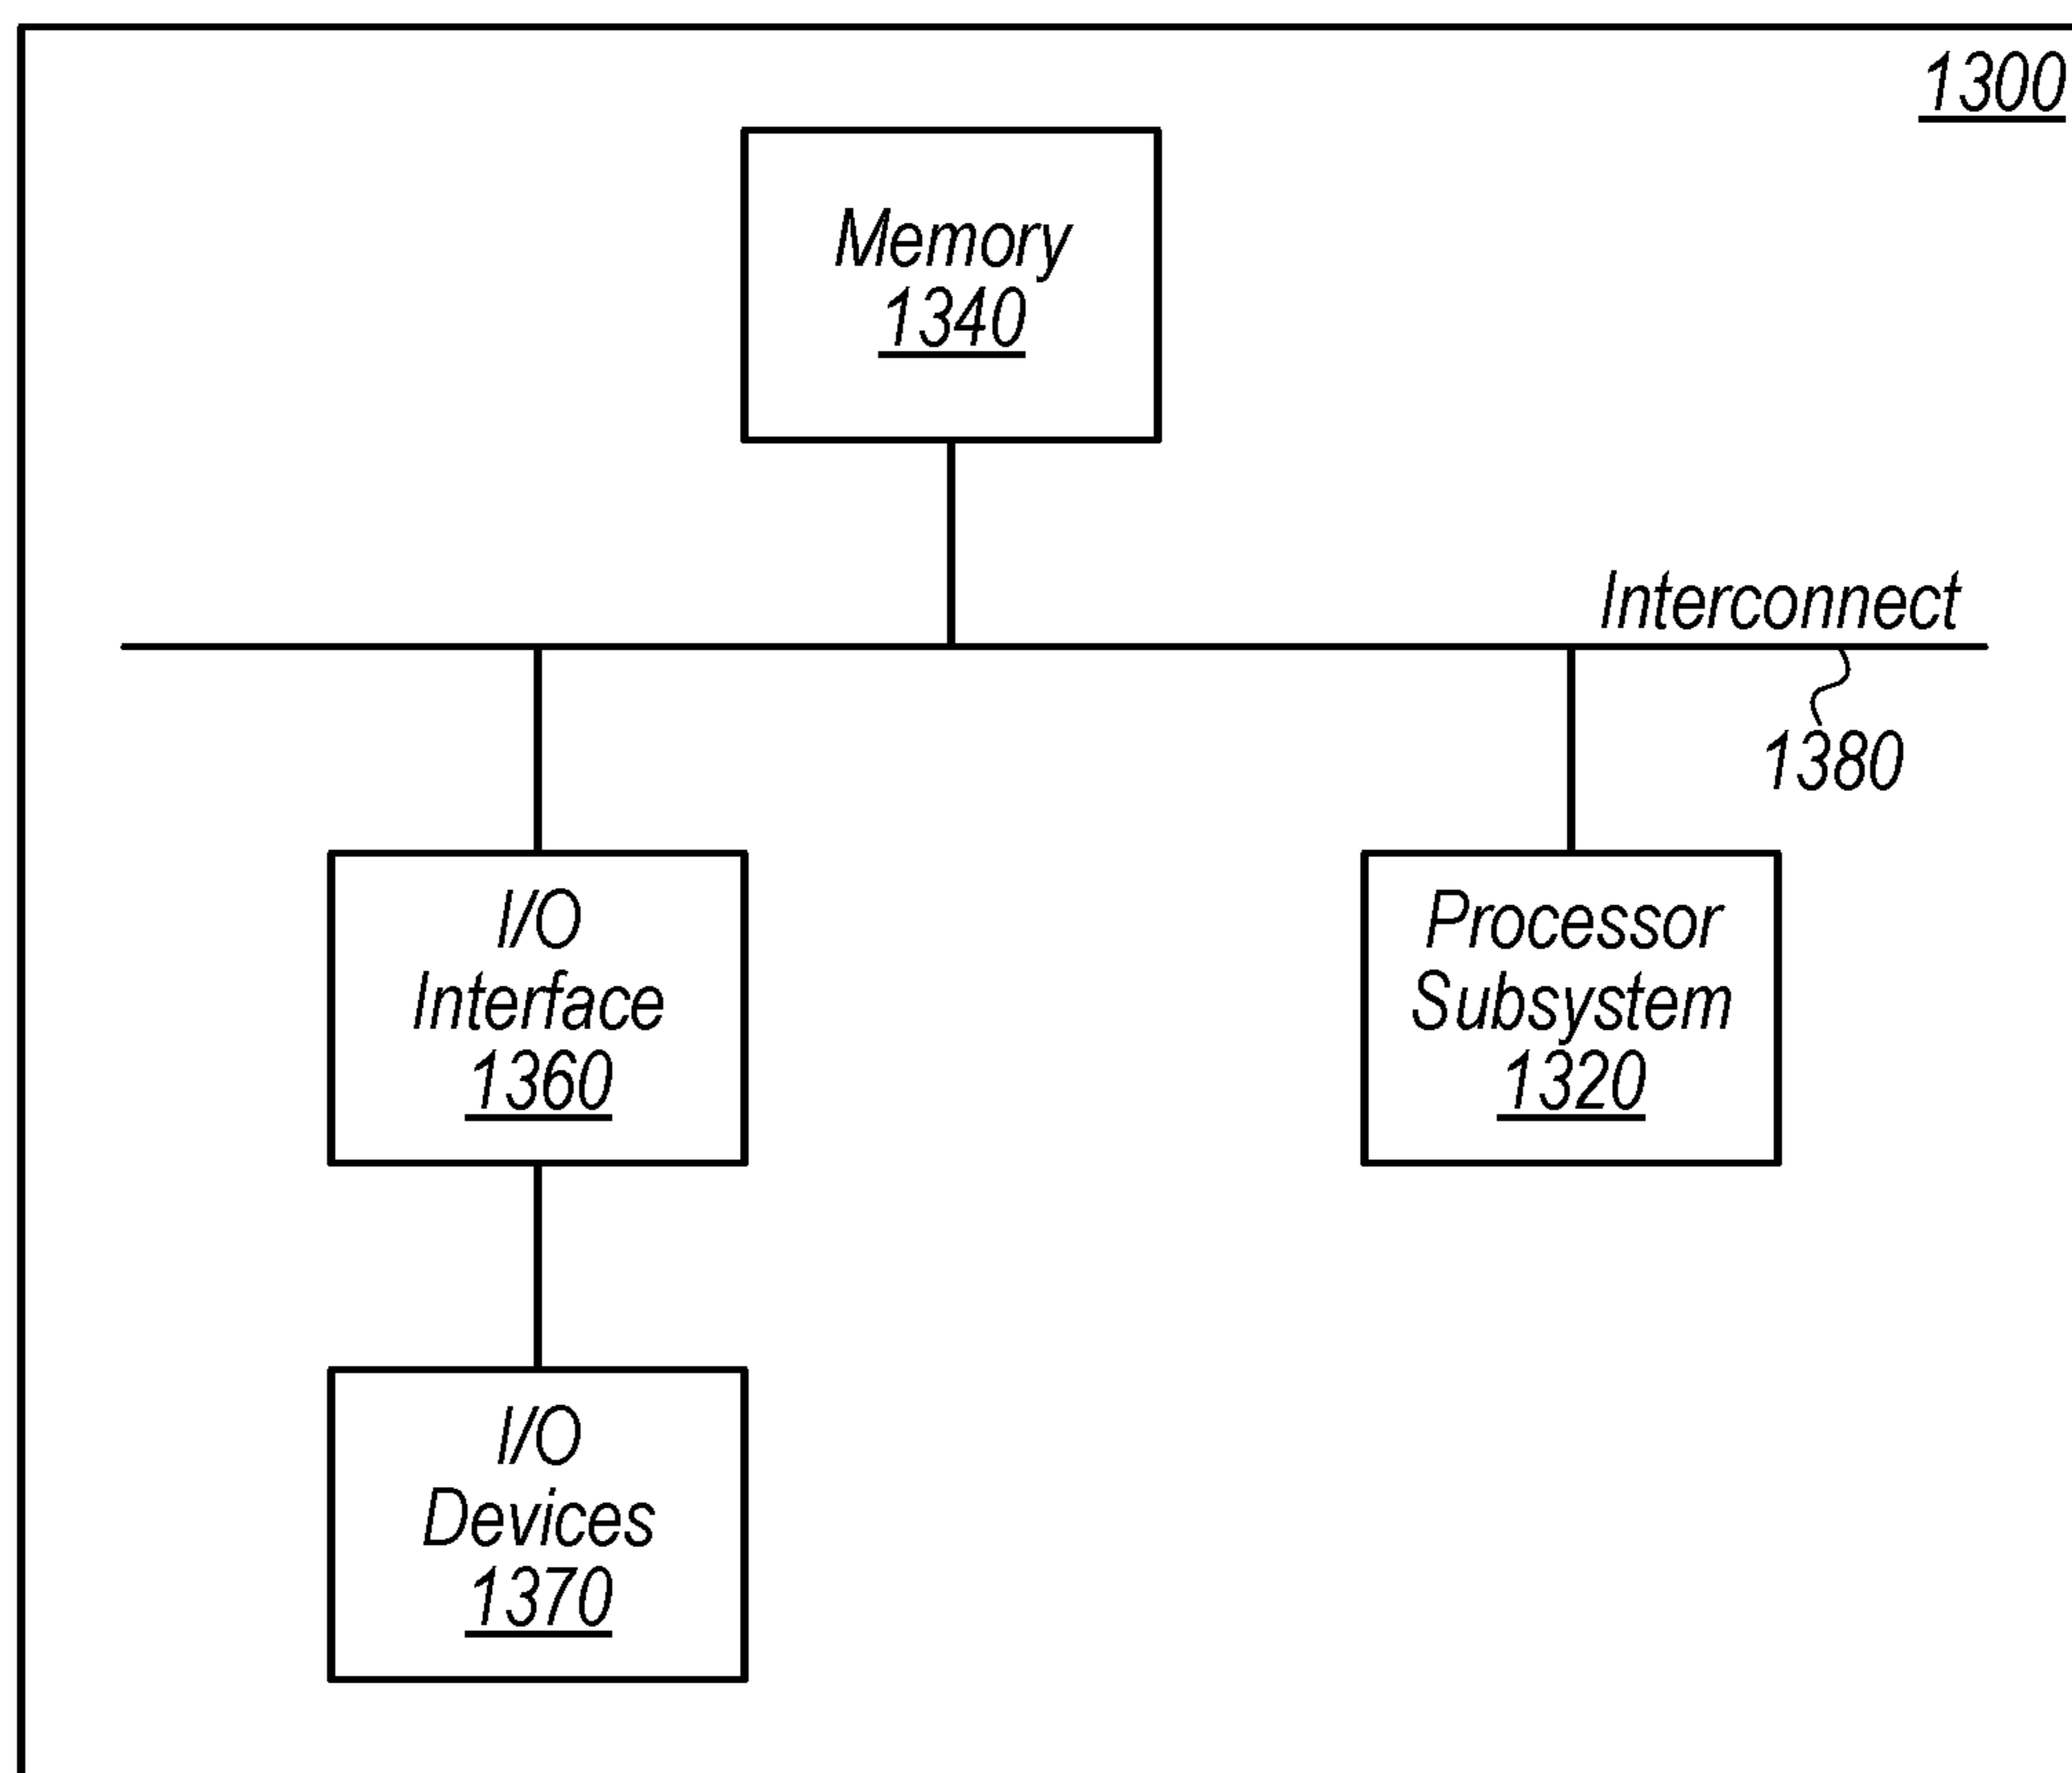 1300
Memory
1340
Interconnect
1380
I/O
Interface
1360
Processor
Subsystem
1320
I/O
Devices
1370